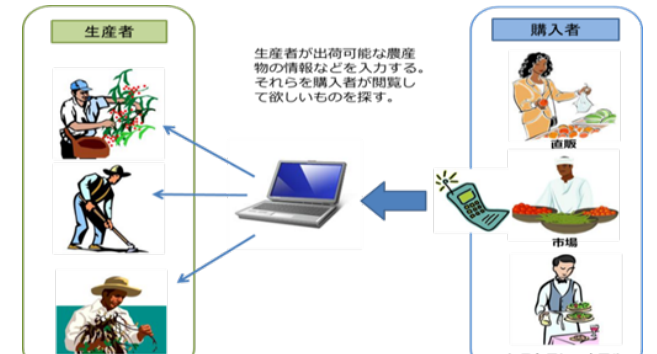 生産者
生産者が出荷可能な農産
物の情報などを入力する。
それらを購入者が閲覧し
て欲しいものを探す。
購入者
直販
市場